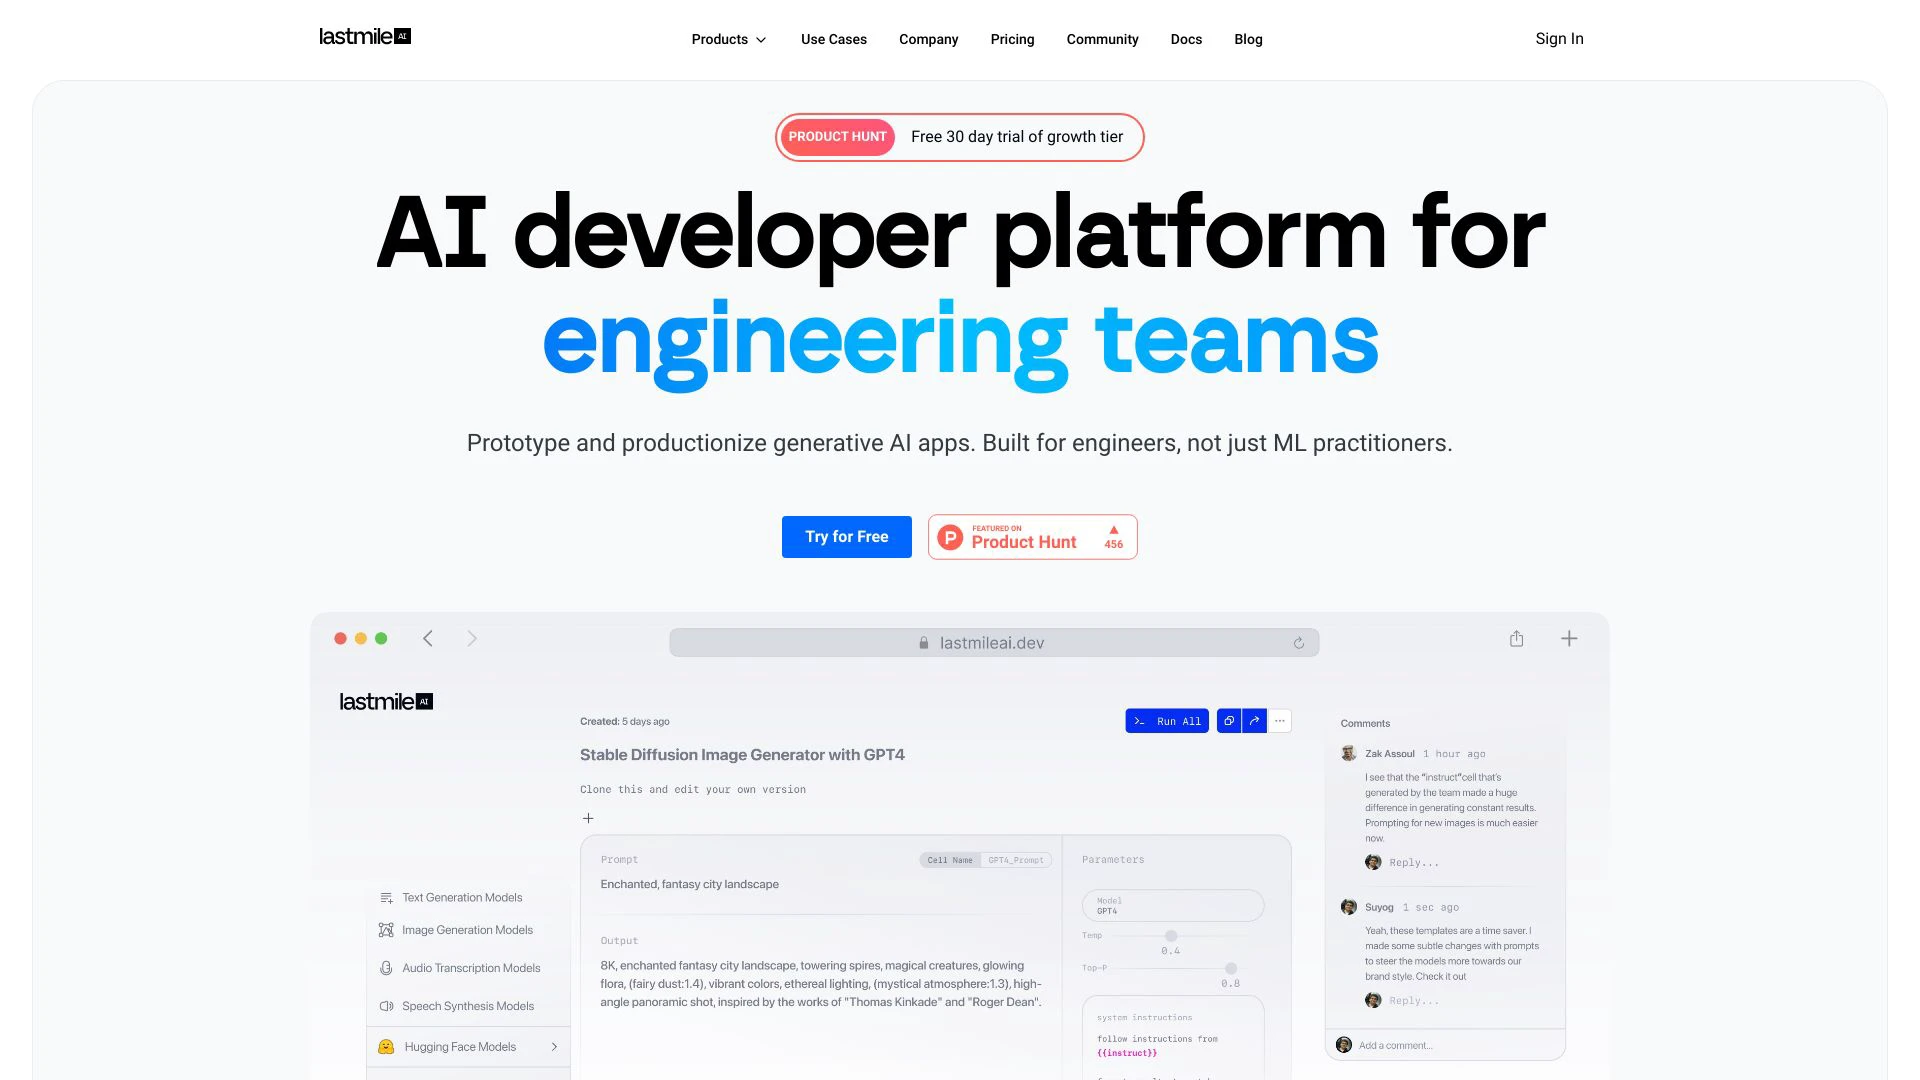 lastmile AI
Products
Use Cases
Company
Pricing
Community
Docs
Blog
Sign In
PRODUCT HUNT Free 30 day trial of growth tier
AI developer platform for
engineering teams
Prototype and productionize generative AI apps. Built for engineers, not just ML practitioners.
Try for Free
FEATURED ON
Product Hunt
456
lastmileai.dev
lastmile AI
Created: 5 days ago
>_ Run All
Stable Diffusion Image Generator with GPT4
Clone this and edit your own version
Prompt
Cell Name GPT4_Prompt
Enchanted, fantasy city landscape
Output
8K, enchanted fantasy city landscape, towering spires, magical creatures, glowing
flora, (fairy dust:1.4), vibrant colors, ethereal lighting, (mystical atmosphere:1.3), high-
angle panoramic shot, inspired by the works of "Thomas Kinkade" and "Roger Dean".
Text Generation Models
Image Generation Models
Audio Transcription Models
Speech Synthesis Models
Hugging Face Models
Parameters
Model
GPT4
Temp
0.4
Top-P
0.8
system instructions
follow instructions from
{{instruct}}
Comments
Zak Assoul 1 hour ago
I see that the "instruct"cell that's
generated by the team made a huge
difference in generating constant results.
Prompting for new images is much easier
now.
Reply...
Suyog 1 sec ago
Yeah, these templates are a time saver. I
made some subtle changes with prompts
to steer the models more towards our
brand style. Check it out
Reply...
Add a comment...